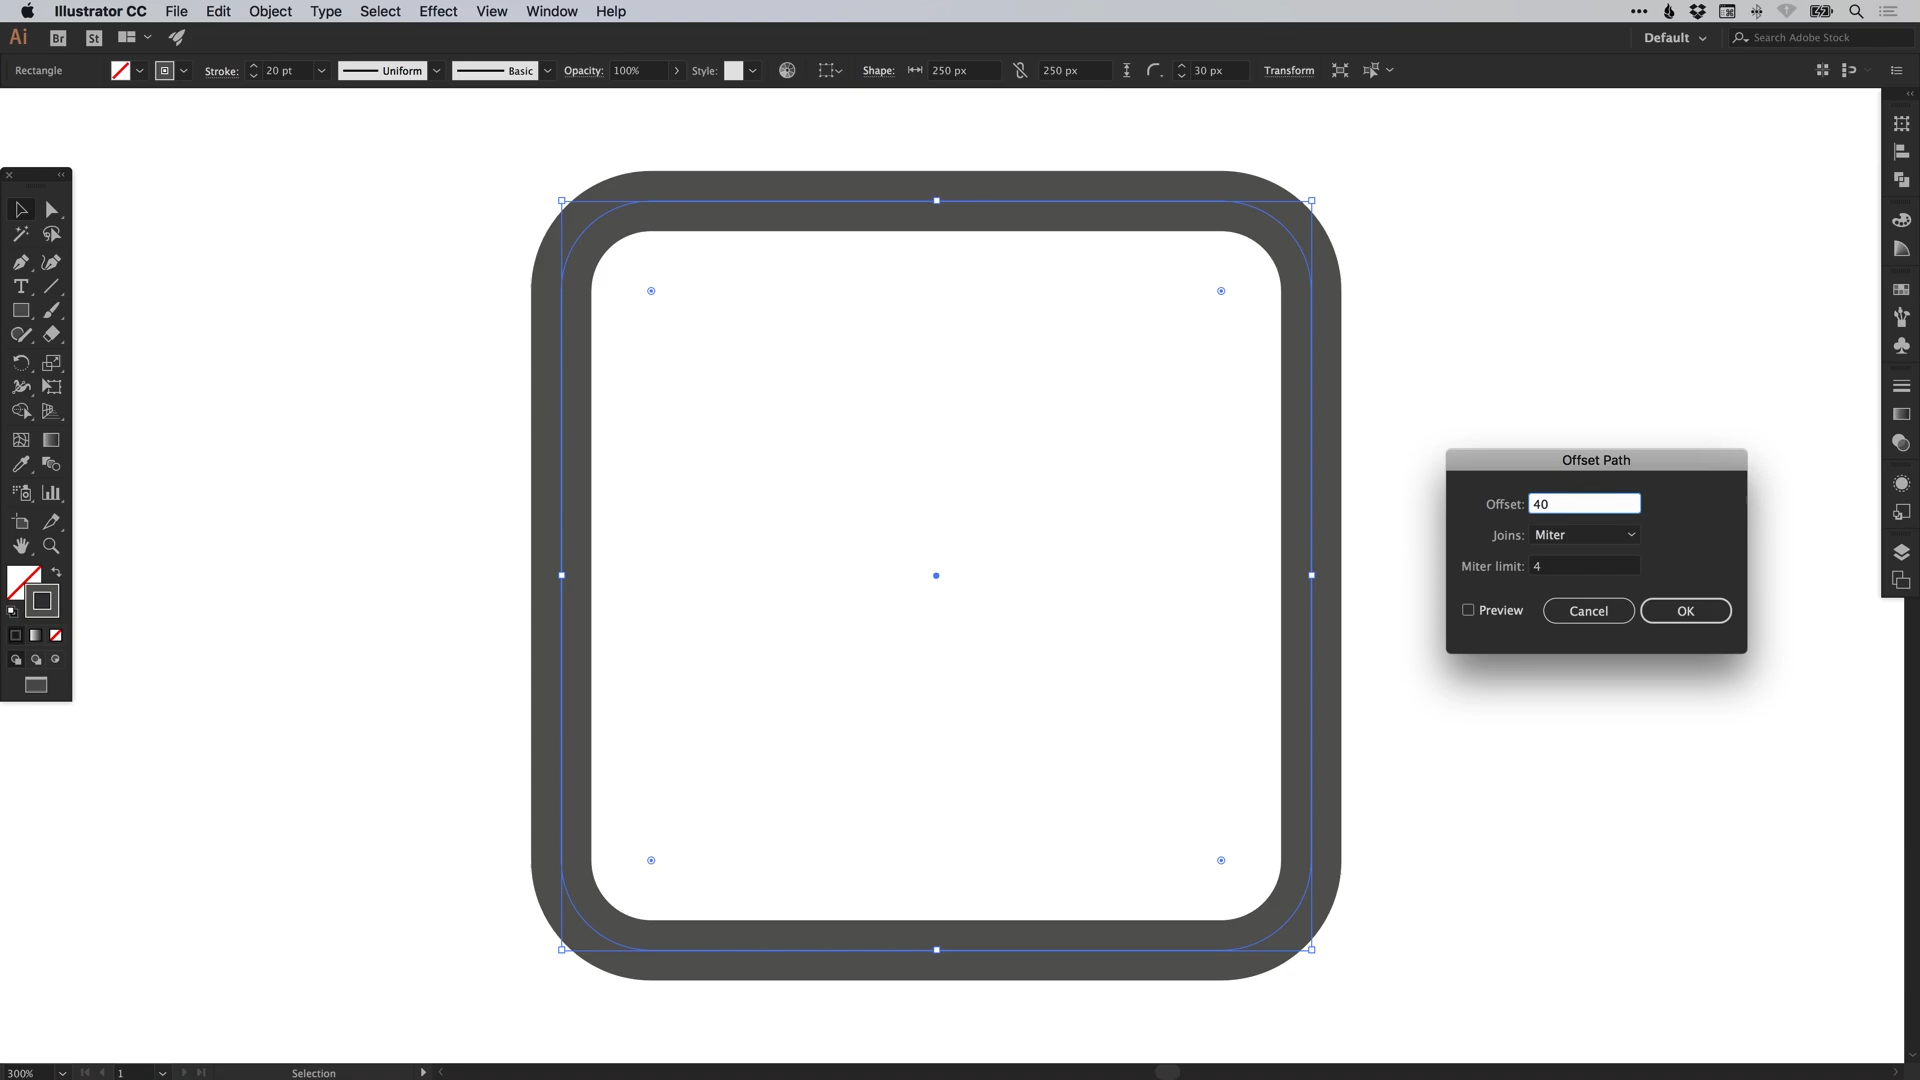 Illustrator CC File Edit Object Type Select Effect View Window Help
Ai Br St Default Search Adobe Stock
Rectangle Stroke: 20 pt Uniform Basic Opacity: 100% Style: Shape: 250 px 250 px 30 px Transform
Offset Path
Offset: 40
Joins: Miter
Miter limit: 4
Preview Cancel OK
300% 1 Selection